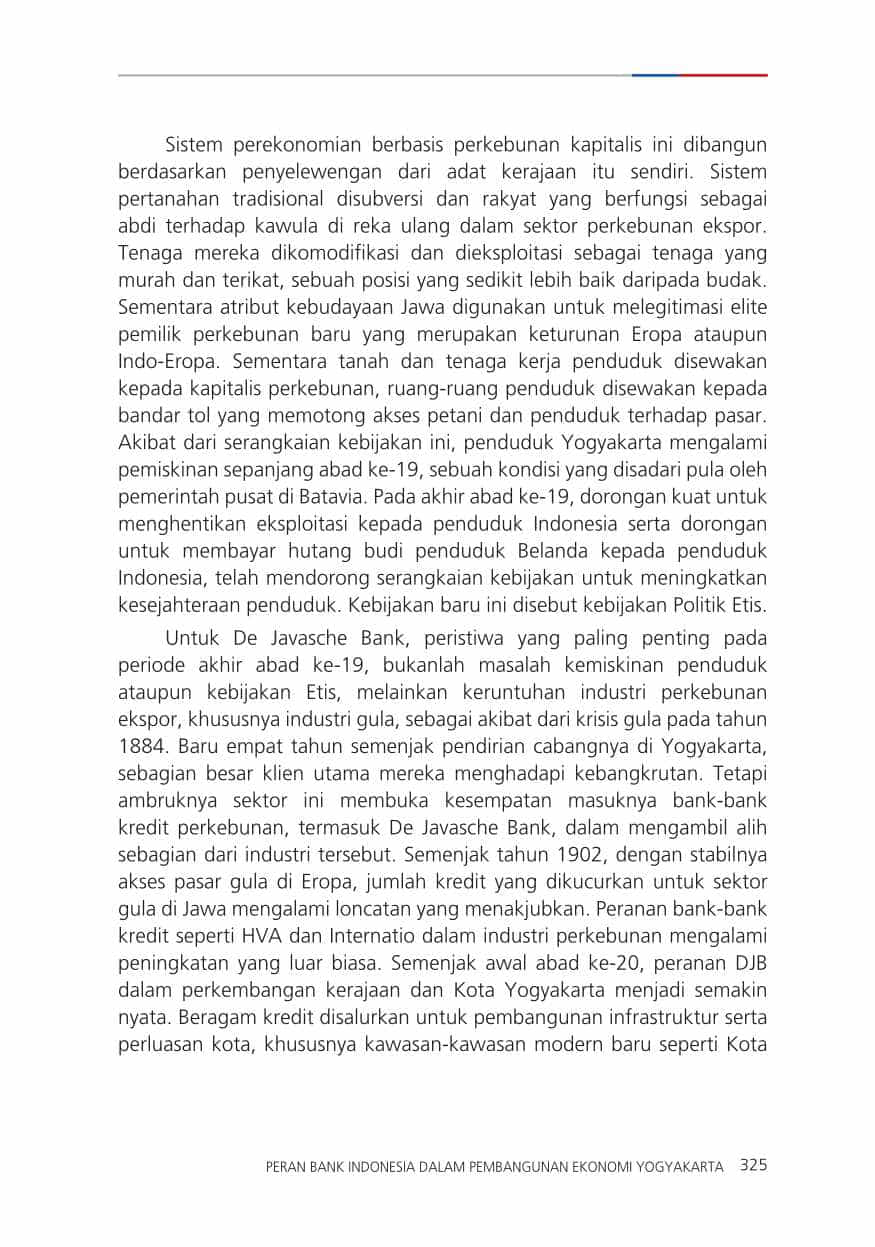 Sistem perekonomian berbasis perkebunan kapitalis ini dibangun
berdasarkan penyelewengan dari adat kerajaan itu sendiri. Sistem
pertanahan tradisional disubversi dan rakyat yang berfungsi sebagai
abdi terhadap kawula di reka ulang dalam sektor perkebunan ekspor.
Tenaga mereka dikomodifikasi dan dieksploitasi sebagai tenaga yang
murah dan terikat, sebuah posisi yang sedikit lebih baik daripada budak.
Sementara atribut kebudayaan Jawa digunakan untuk melegitimasi elite
pemilik perkebunan baru yang merupakan keturunan Eropa ataupun
Indo-Eropa. Sementara tanah dan tenaga kerja penduduk disewakan
kepada kapitalis perkebunan, ruang-ruang penduduk disewakan kepada
bandar tol yang memotong akses petani dan penduduk terhadap pasar.
Akibat dari serangkaian kebijakan ini, penduduk Yogyakarta mengalami
pemiskinan sepanjang abad ke-19, sebuah kondisi yang disadari pula oleh
pemerintah pusat di Batavia. Pada akhir abad ke-19, dorongan kuat untuk
menghentikan eksploitasi kepada penduduk Indonesia serta dorongan
untuk membayar hutang budi penduduk Belanda kepada penduduk
Indonesia, telah mendorong serangkaian kebijakan untuk meningkatkan
kesejahteraan penduduk. Kebijakan baru ini disebut kebijakan Politik Etis.
Untuk De Javasche Bank, peristiwa yang paling penting pada
periode akhir abad ke-19, bukanlah masalah kemiskinan penduduk
ataupun kebijakan Etis, melainkan keruntuhan industri perkebunan
ekspor, khususnya industri gula, sebagai akibat dari krisis gula pada tahun
1884. Baru empat tahun semenjak pendirian cabangnya di Yogyakarta,
sebagian besar klien utama mereka menghadapi kebangkrutan. Tetapi
ambruknya sektor ini membuka kesempatan masuknya bank-bank
kredit perkebunan, termasuk De Javasche Bank, dalam mengambil alih
sebagian dari industri tersebut. Semenjak tahun 1902, dengan stabilnya
akses pasar gula di Eropa, jumlah kredit yang dikucurkan untuk sektor
gula di Jawa mengalami loncatan yang menakjubkan. Peranan bank-bank
kredit seperti HVA dan Internatio dalam industri perkebunan mengalami
peningkatan yang luar biasa. Semenjak awal abad ke-20, peranan DJB
dalam perkembangan kerajaan dan Kota Yogyakarta menjadi semakin
nyata. Beragam kredit disalurkan untuk pembangunan infrastruktur serta
perluasan kota, khususnya kawasan-kawasan modern baru seperti Kota
PERAN BANK INDONESIA DALAM PEMBANGUNAN EKONOMI YOGYAKARTA 325